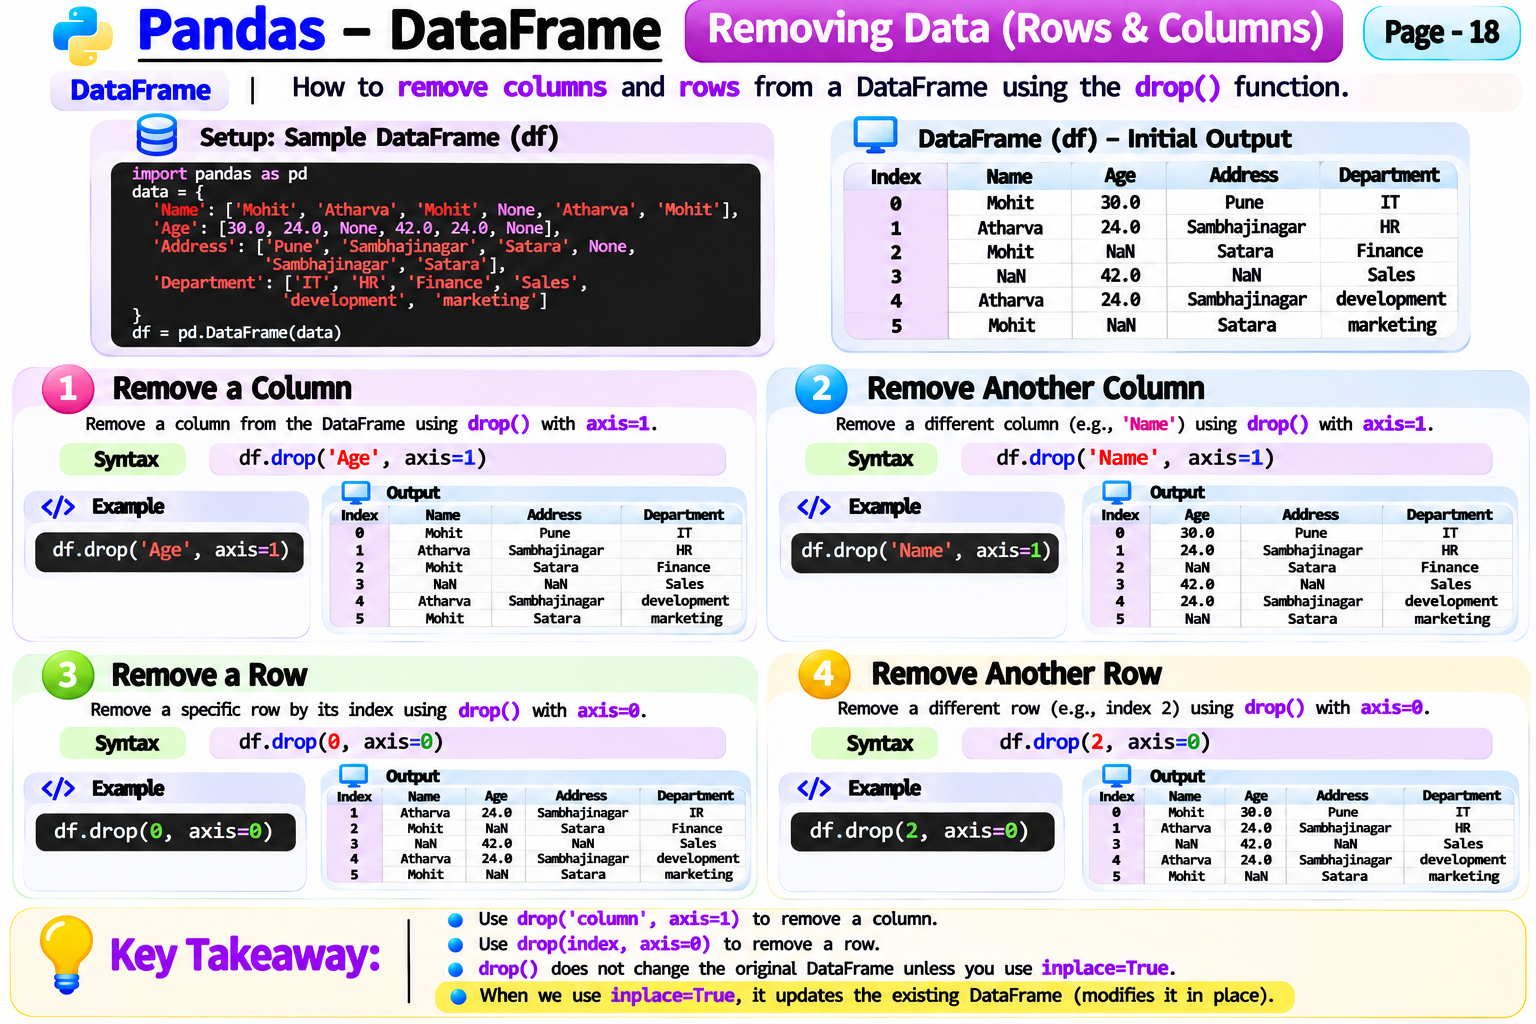 Pandas – DataFrame
Removing Data (Rows & Columns)
Page - 18
DataFrame | How to remove columns and rows from a DataFrame using the drop() function.
Setup: Sample DataFrame (df)
import pandas as pd
data = {
'Name': ['Mohit', 'Atharva', 'Mohit', None, 'Atharva', 'Mohit'],
'Age': [30.0, 24.0, None, 42.0, 24.0, None],
'Address': ['Pune', 'Sambhajinagar', 'Satara', None,
'Sambhajinagar', 'Satara'],
'Department': ['IT', 'HR', 'Finance', 'Sales',
'development', 'marketing']
}
df = pd.DataFrame(data)
DataFrame (df) – Initial Output
Index Name Age Address Department
0 Mohit 30.0 Pune IT
1 Atharva 24.0 Sambhajinagar HR
2 Mohit NaN Satara Finance
3 NaN 42.0 NaN Sales
4 Atharva 24.0 Sambhajinagar development
5 Mohit NaN Satara marketing
1 Remove a Column
Remove a column from the DataFrame using drop() with axis=1.
Syntax df.drop('Age', axis=1)
</> Example
df.drop('Age', axis=1)
Output
Index Name Address Department
0 Mohit Pune IT
1 Atharva Sambhajinagar HR
2 Mohit Satara Finance
3 NaN NaN Sales
4 Atharva Sambhajinagar development
5 Mohit Satara marketing
2 Remove Another Column
Remove a different column (e.g., 'Name') using drop() with axis=1.
Syntax df.drop('Name', axis=1)
</> Example
df.drop('Name', axis=1)
Output
Index Age Address Department
0 30.0 Pune IT
1 24.0 Sambhajinagar HR
2 NaN Satara Finance
3 42.0 NaN Sales
4 24.0 Sambhajinagar development
5 NaN Satara marketing
3 Remove a Row
Remove a specific row by its index using drop() with axis=0.
Syntax df.drop(0, axis=0)
</> Example
df.drop(0, axis=0)
Output
Index Name Age Address Department
1 Atharva 24.0 Sambhajinagar IR
2 Mohit NaN Satara Finance
3 NaN 42.0 NaN Sales
4 Atharva 24.0 Sambhajinagar development
5 Mohit NaN Satara marketing
4 Remove Another Row
Remove a different row (e.g., index 2) using drop() with axis=0.
Syntax df.drop(2, axis=0)
</> Example
df.drop(2, axis=0)
Output
Index Name Age Address Department
0 Mohit 30.0 Pune IT
1 Atharva 24.0 Sambhajinagar HR
3 NaN 42.0 NaN Sales
4 Atharva 24.0 Sambhajinagar development
5 Mohit NaN Satara marketing
Key Takeaway:
Use drop('column', axis=1) to remove a column.
Use drop(index, axis=0) to remove a row.
drop() does not change the original DataFrame unless you use inplace=True.
When we use inplace=True, it updates the existing DataFrame (modifies it in place).